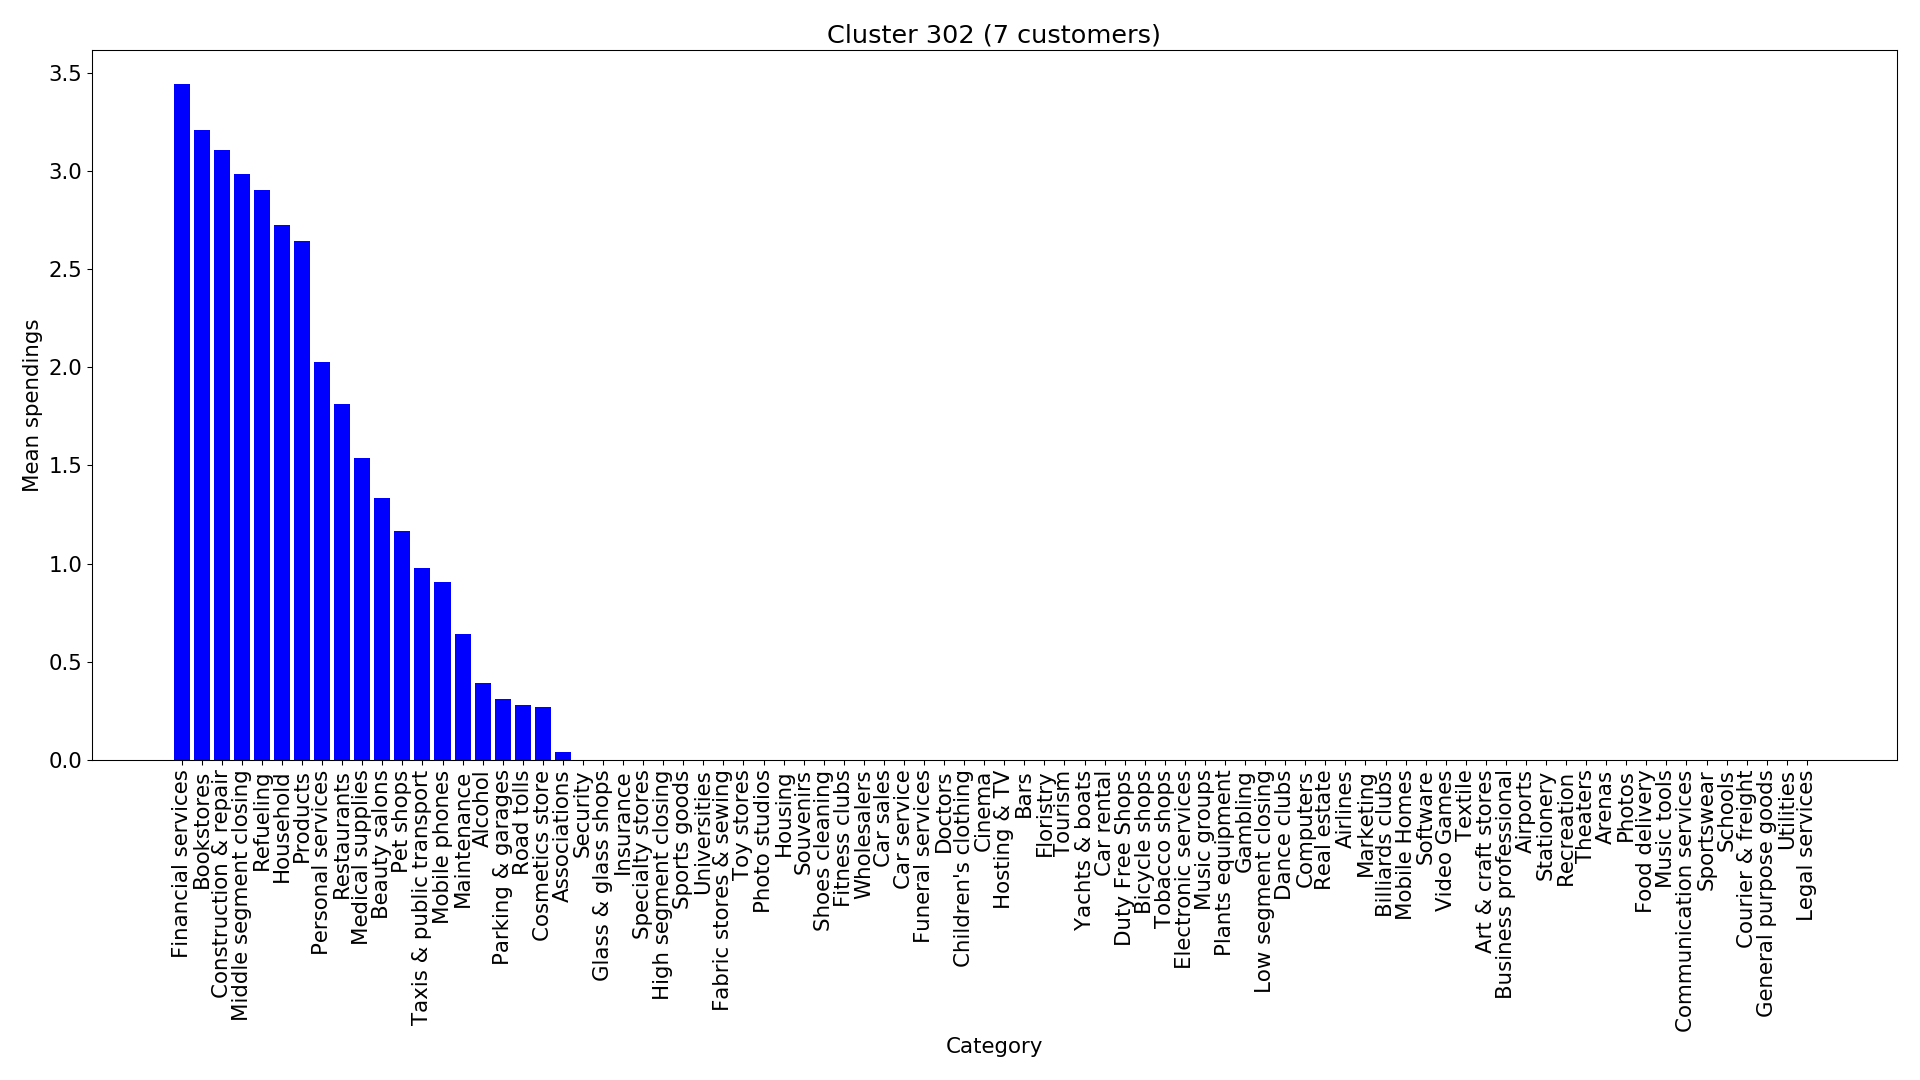 Cluster 302 (7 customers)
Mean spendings
3.5
3.0
2.5
2.0
1.5
1.0
0.5
0.0
Financial services
Bookstores
Construction & repair
Middle segment closing
Refueling
Household
Products
Personal services
Restaurants
Medical supplies
Beauty salons
Pet shops
Taxis & public transport
Mobile phones
Maintenance
Alcohol
Parking & garages
Road tolls
Cosmetics store
Associations
Security
Glass & glass shops
Insurance
Specialty stores
High segment closing
Sports goods
Universities
Fabric stores & sewing
Toy stores
Photo studios
Housing
Souvenirs
Shoes cleaning
Fitness clubs
Wholesalers
Car sales
Car service
Funeral services
Doctors
Children's clothing
Cinema
Hosting & TV
Bars
Floristry
Tourism
Yachts & boats
Car rental
Duty Free Shops
Bicycle shops
Tobacco shops
Electronic services
Music groups
Plants equipment
Gambling
Low segment closing
Dance clubs
Computers
Real estate
Airlines
Marketing
Billiards clubs
Mobile Homes
Software
Video Games
Textile
Art & craft stores
Business professional
Airports
Stationery
Recreation
Theaters
Arenas
Photos
Food delivery
Music tools
Communication services
Sportswear
Schools
Courier & freight
General purpose goods
Utilities
Legal services
Category